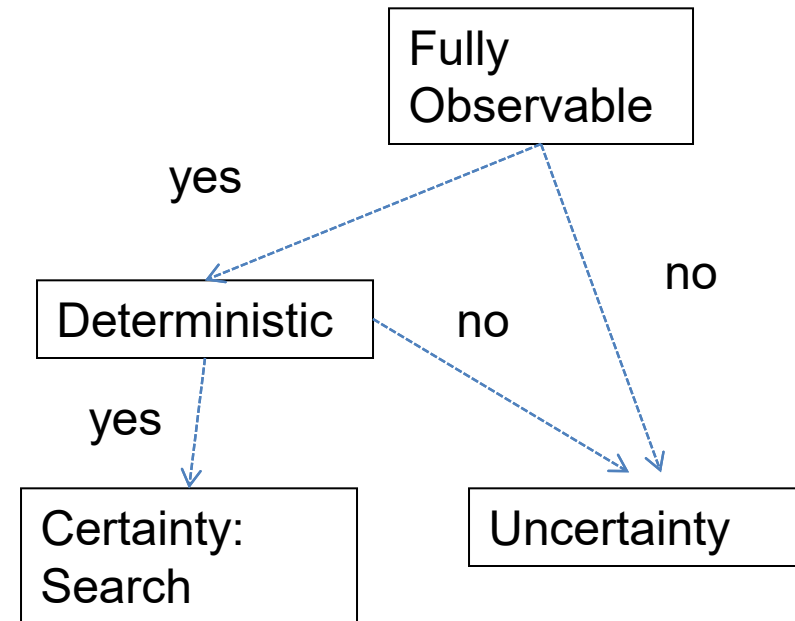 Fully
Observable
yes
no
Deterministic
no
yes
Certainty:
Search
Uncertainty